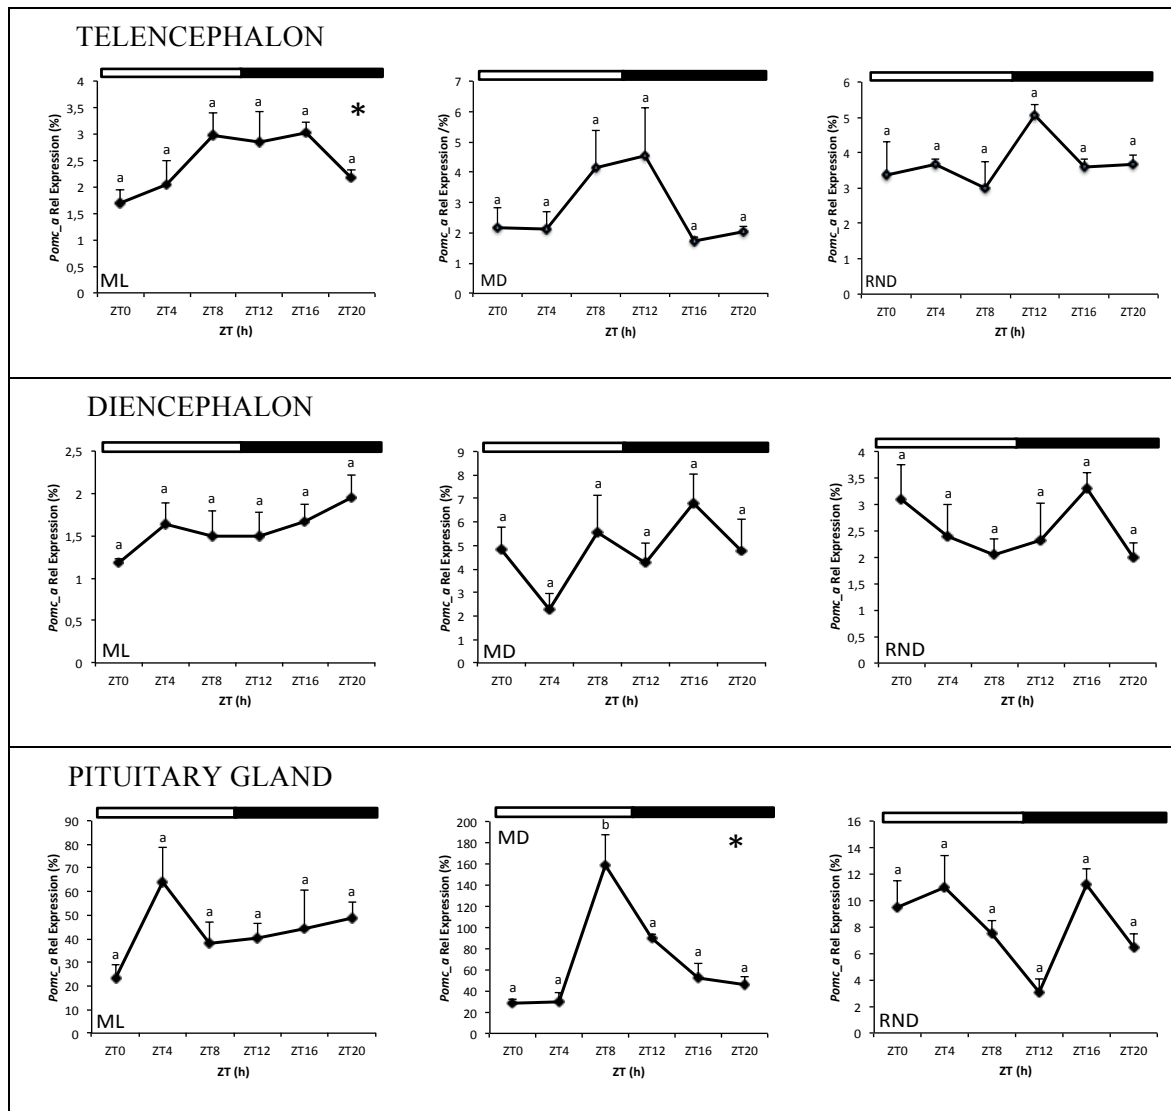 TELENCEPHALON
Pomc_a Rel Expression (%)
4
3,5
3
2,5
2
1,5
1
0,5
0
a a a a a a
*
ML
ZT0 ZT4 ZT8 ZT12 ZT16 ZT20
ZT (h)
Pomc_a Rel Expression /%)
7
6
5
4
3
2
1
0
a a a a a a
MD
ZT0 ZT4 ZT8 ZT12 ZT16 ZT20
ZT (h)
Pomc_a Rel Expression (%)
6
5
4
3
2
1
0
a a a a a a
RND
ZT0 ZT4 ZT8 ZT12 ZT16 ZT20
ZT (h)
DIENCEPHALON
Pomc_a Rel Expression (%)
2,5
2
1,5
1
0
a a a a a a
ML
ZT0 ZT4 ZT8 ZT12 ZT16 ZT20
ZT (h)
Pomc_a Rel Expression (%)
9
8
7
6
5
4
3
2
1
0
a a a a a a
MD
ZT0 ZT4 ZT8 ZT12 ZT16 ZT20
ZT (h)
Pomc_a Rel Expression (%)
4
3,5
3
2,5
2
1,5
1
0,5
0
a a a a a a
RND
ZT0 ZT4 ZT8 ZT12 ZT16 ZT20
ZT (h)
PITUITARY GLAND
Pomc_a Rel Expression (%)
90
80
70
60
50
40
30
20
10
0
a a a a a a
ML
ZT0 ZT4 ZT8 ZT12 ZT16 ZT20
ZT (h)
Pomc_a Rel Expression (%)
200
180
160
140
120
100
80
60
40
20
0
MD
a a b a a a
*
ZT0 ZT4 ZT8 ZT12 ZT16 ZT20
ZT (h)
Pomc_a Rel Expression (%)
16
14
12
10
8
6
4
2
0
a a a a a a
RND
ZT0 ZT4 ZT8 ZT12 ZT16 ZT20
ZT (h)